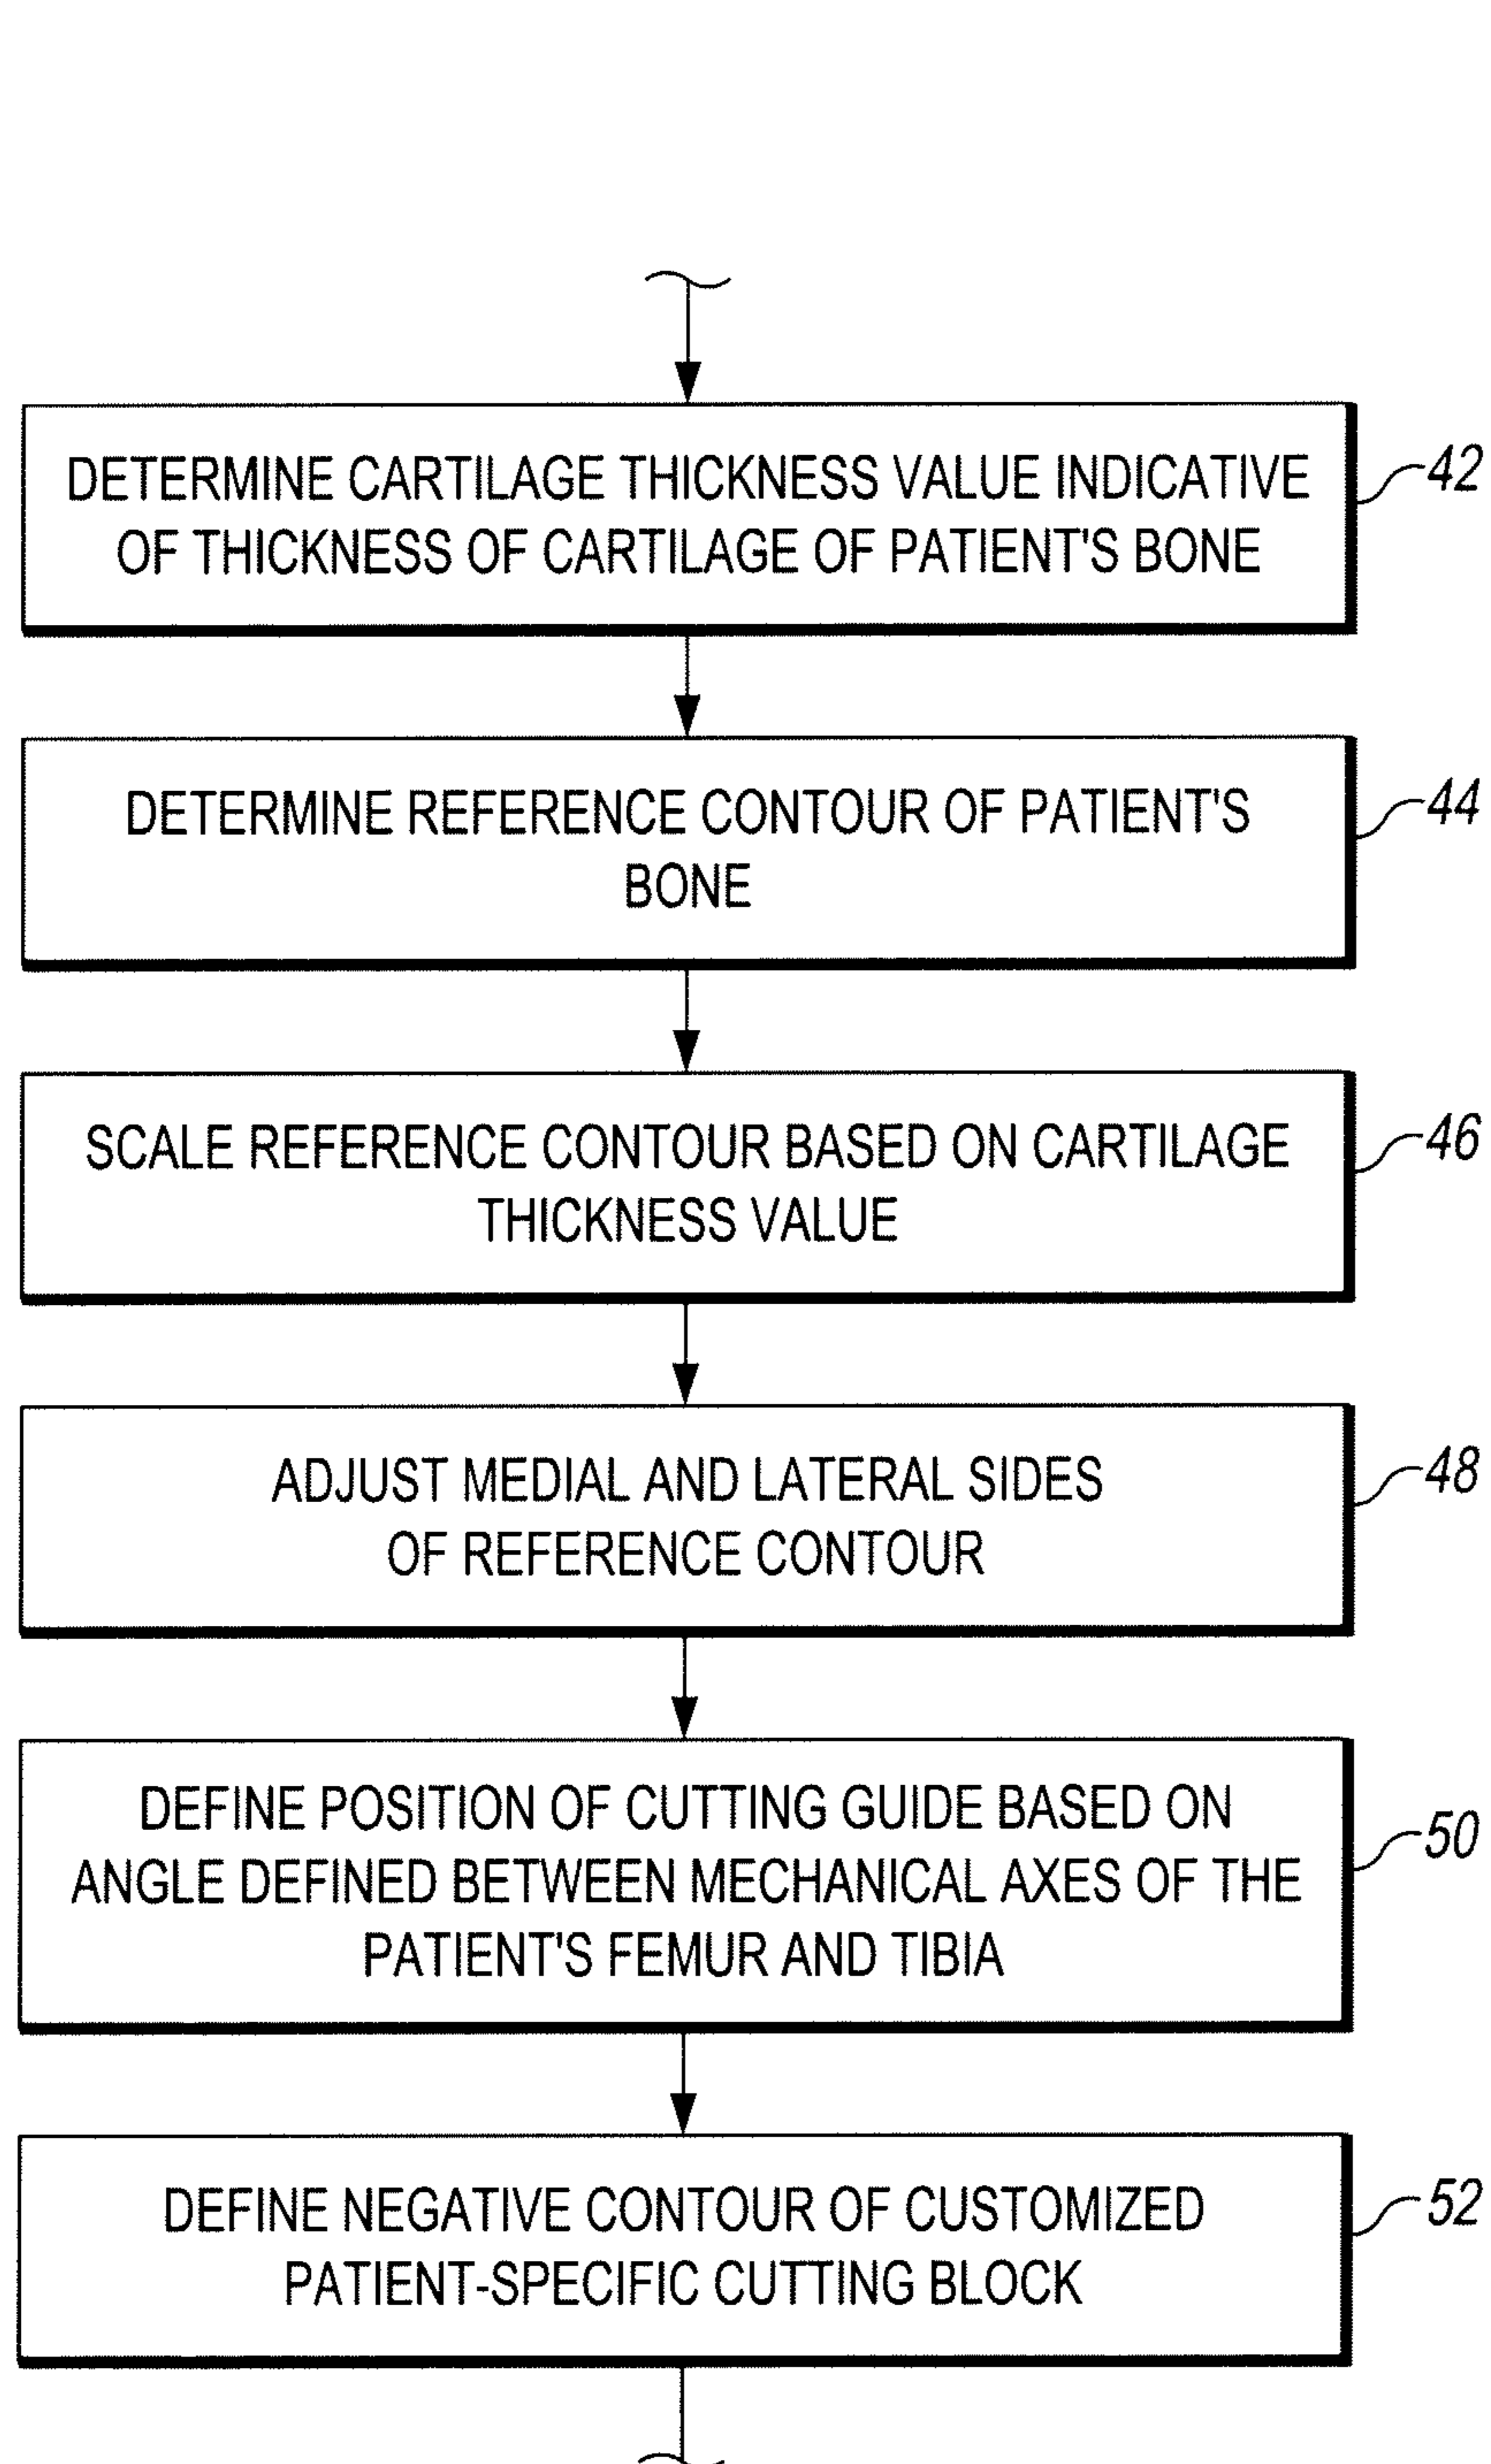 DETERMINE CARTILAGE THICKNESS VALUE INDICATIVE
OF THICKNESS OF CARTILAGE OF PATIENT'S BONE
42
DETERMINE REFERENCE CONTOUR OF PATIENT'S
BONE
44
SCALE REFERENCE CONTOUR BASED ON CARTILAGE
THICKNESS VALUE
46
ADJUST MEDIAL AND LATERAL SIDES
OF REFERENCE CONTOUR
48
DEFINE POSITION OF CUTTING GUIDE BASED ON
ANGLE DEFINED BETWEEN MECHANICAL AXES OF THE
PATIENT'S FEMUR AND TIBIA
50
DEFINE NEGATIVE CONTOUR OF CUSTOMIZED
PATIENT-SPECIFIC CUTTING BLOCK
52